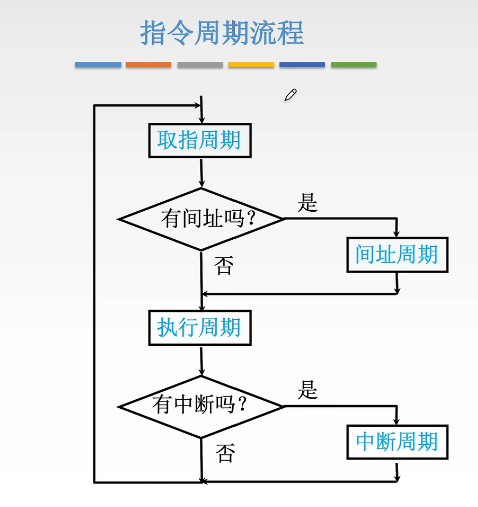 指令周期流程
取指周期
有间址吗?
是
间址周期
否
执行周期
有中断吗?
是
中断周期
否